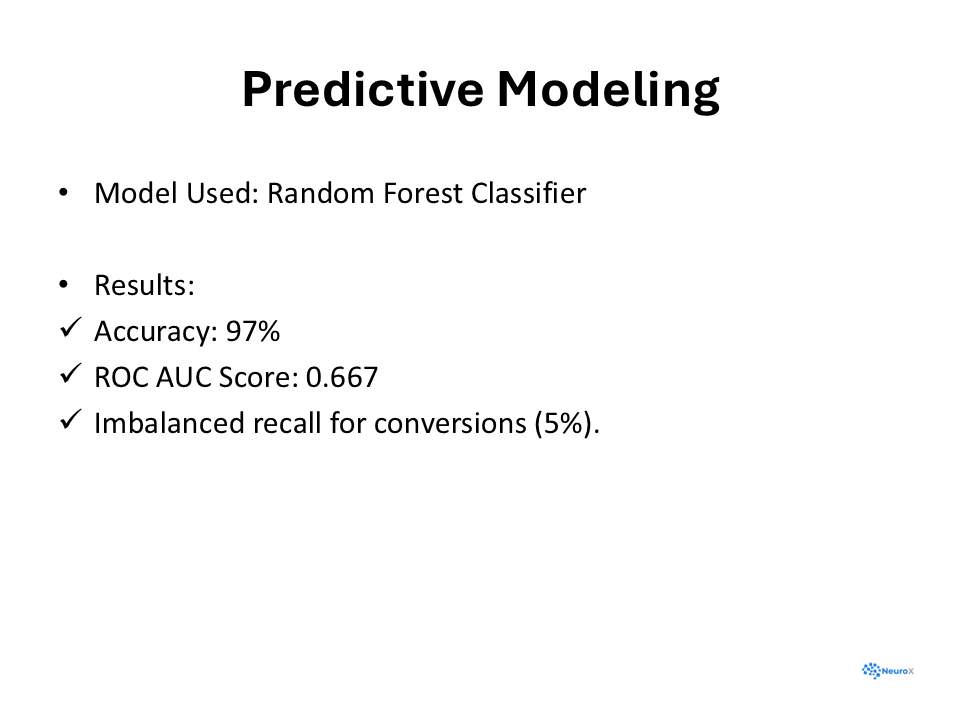 Predictive Modeling
• Model Used: Random Forest Classifier
• Results:
✓ Accuracy: 97%
✓ ROC AUC Score: 0.667
✓ Imbalanced recall for conversions (5%).
NeuroX